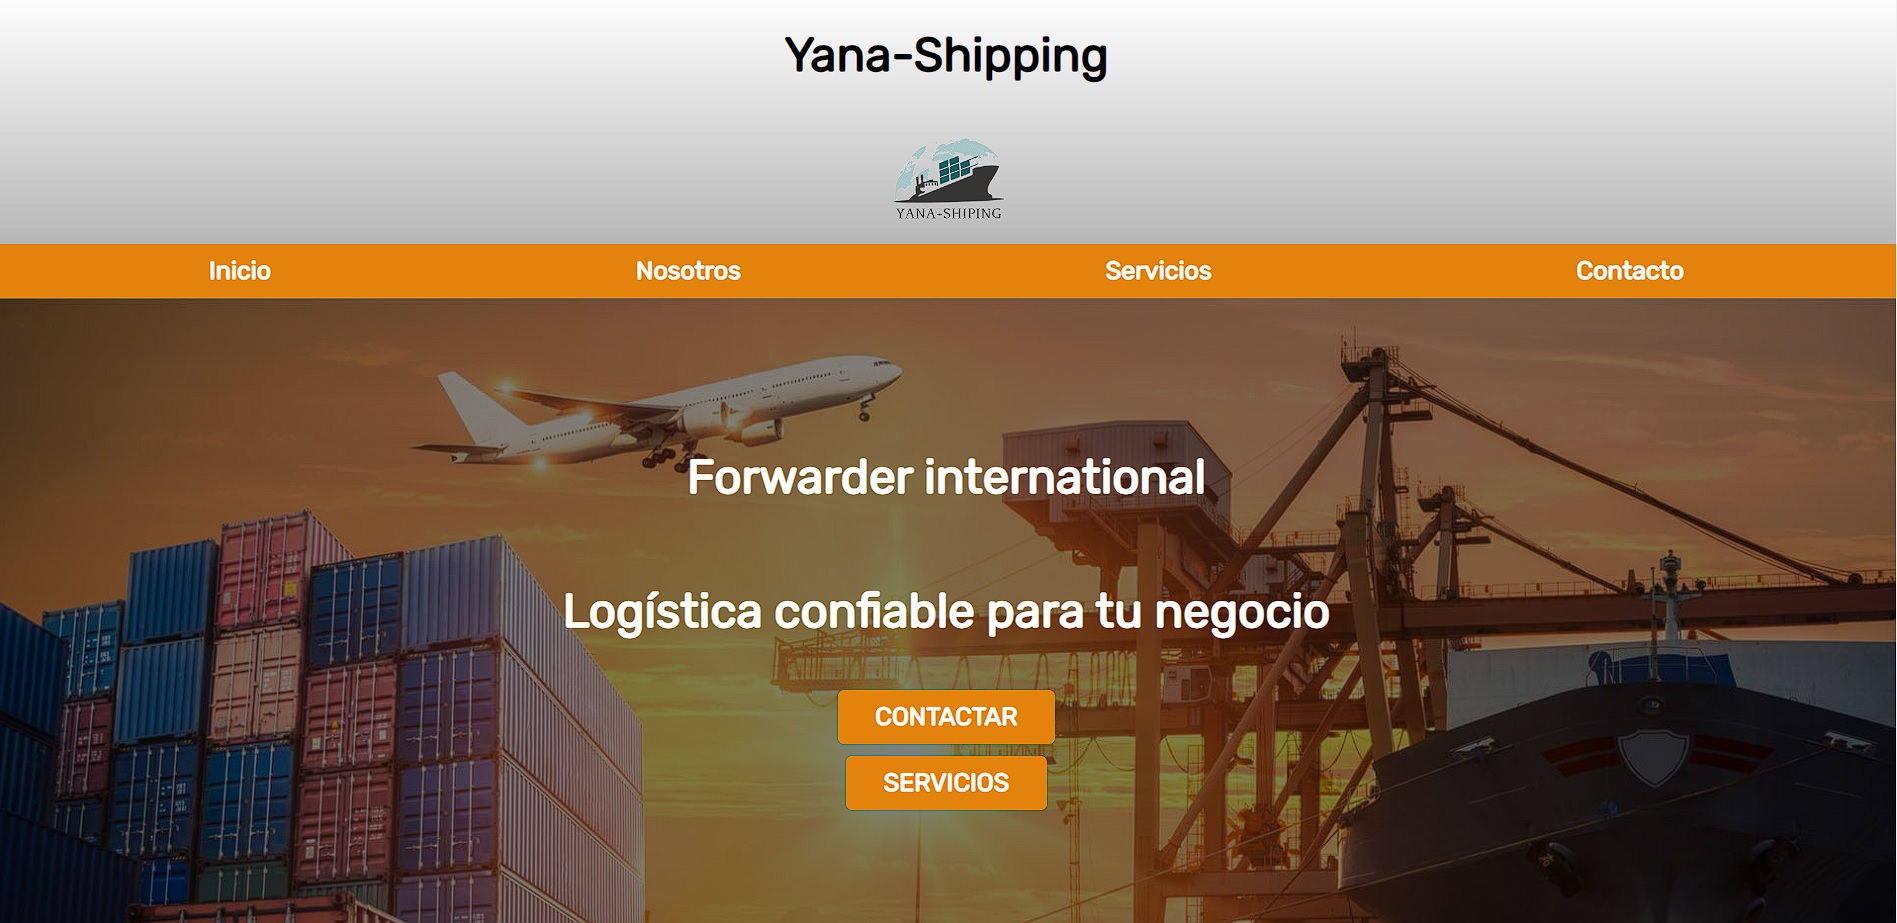 Yana-Shipping
YANA-SHIPING
Inicio Nosotros Servicios Contacto
Forwarder international
Logística confiable para tu negocio
CONTACTAR
SERVICIOS